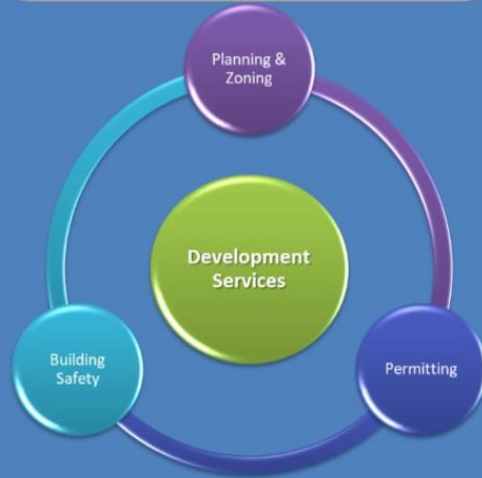 Planning &
Zoning
Development
Services
Building
Safety
Permitting